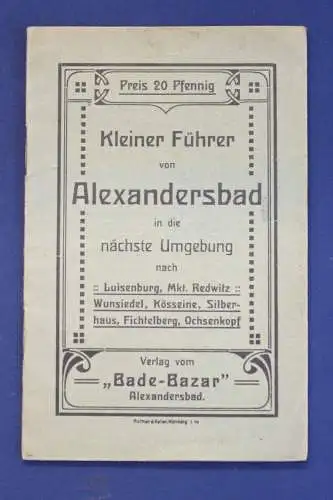 Preis 20 Pfennig
Kleiner Führer
von
Alexandersbad
in die
nächste Umgebung
nach
:: Luisenburg, Mkt. Redwitz ::
Wunsiedel, Kösseine, Silber-
haus, Fichtelberg, Ochsenkopf
Verlag vom
„Bade-Bazar"
Alexandersbad.